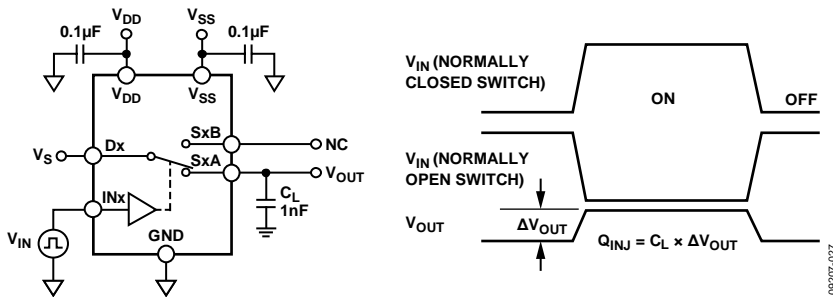 VDD
VSS
0.1µF
0.1µF
VDD
VSS
SxB
NC
VS
Dx
SxA
VOUT
INx
CL
1nF
VIN
GND
VIN (NORMALLY
CLOSED SWITCH)
ON
OFF
VIN (NORMALLY
OPEN SWITCH)
VOUT
ΔVOUT
QINJ = CL × ΔVOUT
09207-027